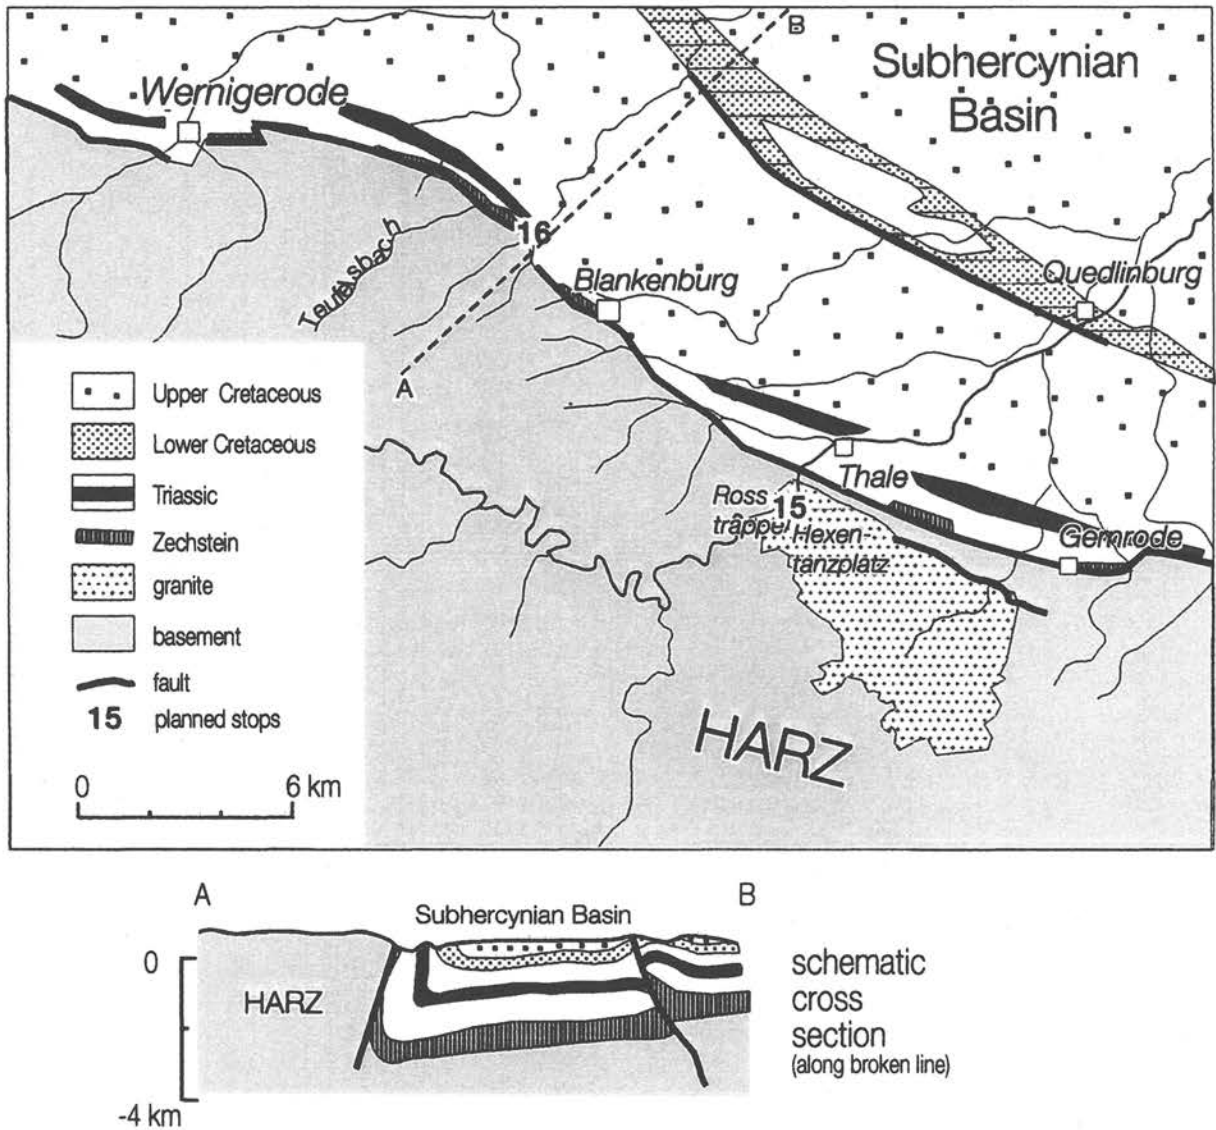 B
Subhercynian
Basin
Wernigerode
16
Teufelsbach
Blankenburg
Quedlinburg
A
Upper Cretaceous
Lower Cretaceous
Triassic
Zechstein
granite
basement
fault
15 planned stops
0 6 km
Thale
Ross
trappe
15
Hexen-
tanzplatz
Gernrode
HARZ
A
B
Subhercynian Basin
0
HARZ
-4 km
schematic
cross
section
(along broken line)